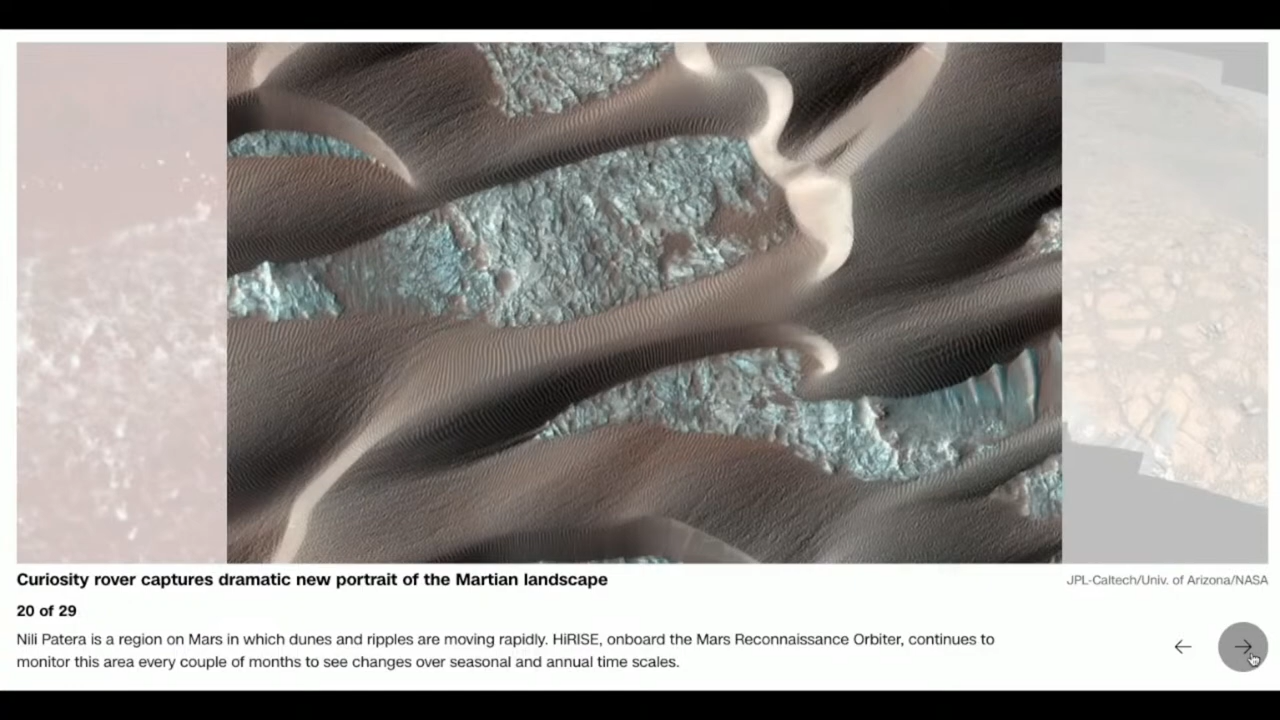 Curiosity rover captures dramatic new portrait of the Martian landscape
JPL-Caltech/Univ. of Arizona/NASA
20 of 29
Nili Patera is a region on Mars in which dunes and ripples are moving rapidly. HiRISE, onboard the Mars Reconnaissance Orbiter, continues to
monitor this area every couple of months to see changes over seasonal and annual time scales.